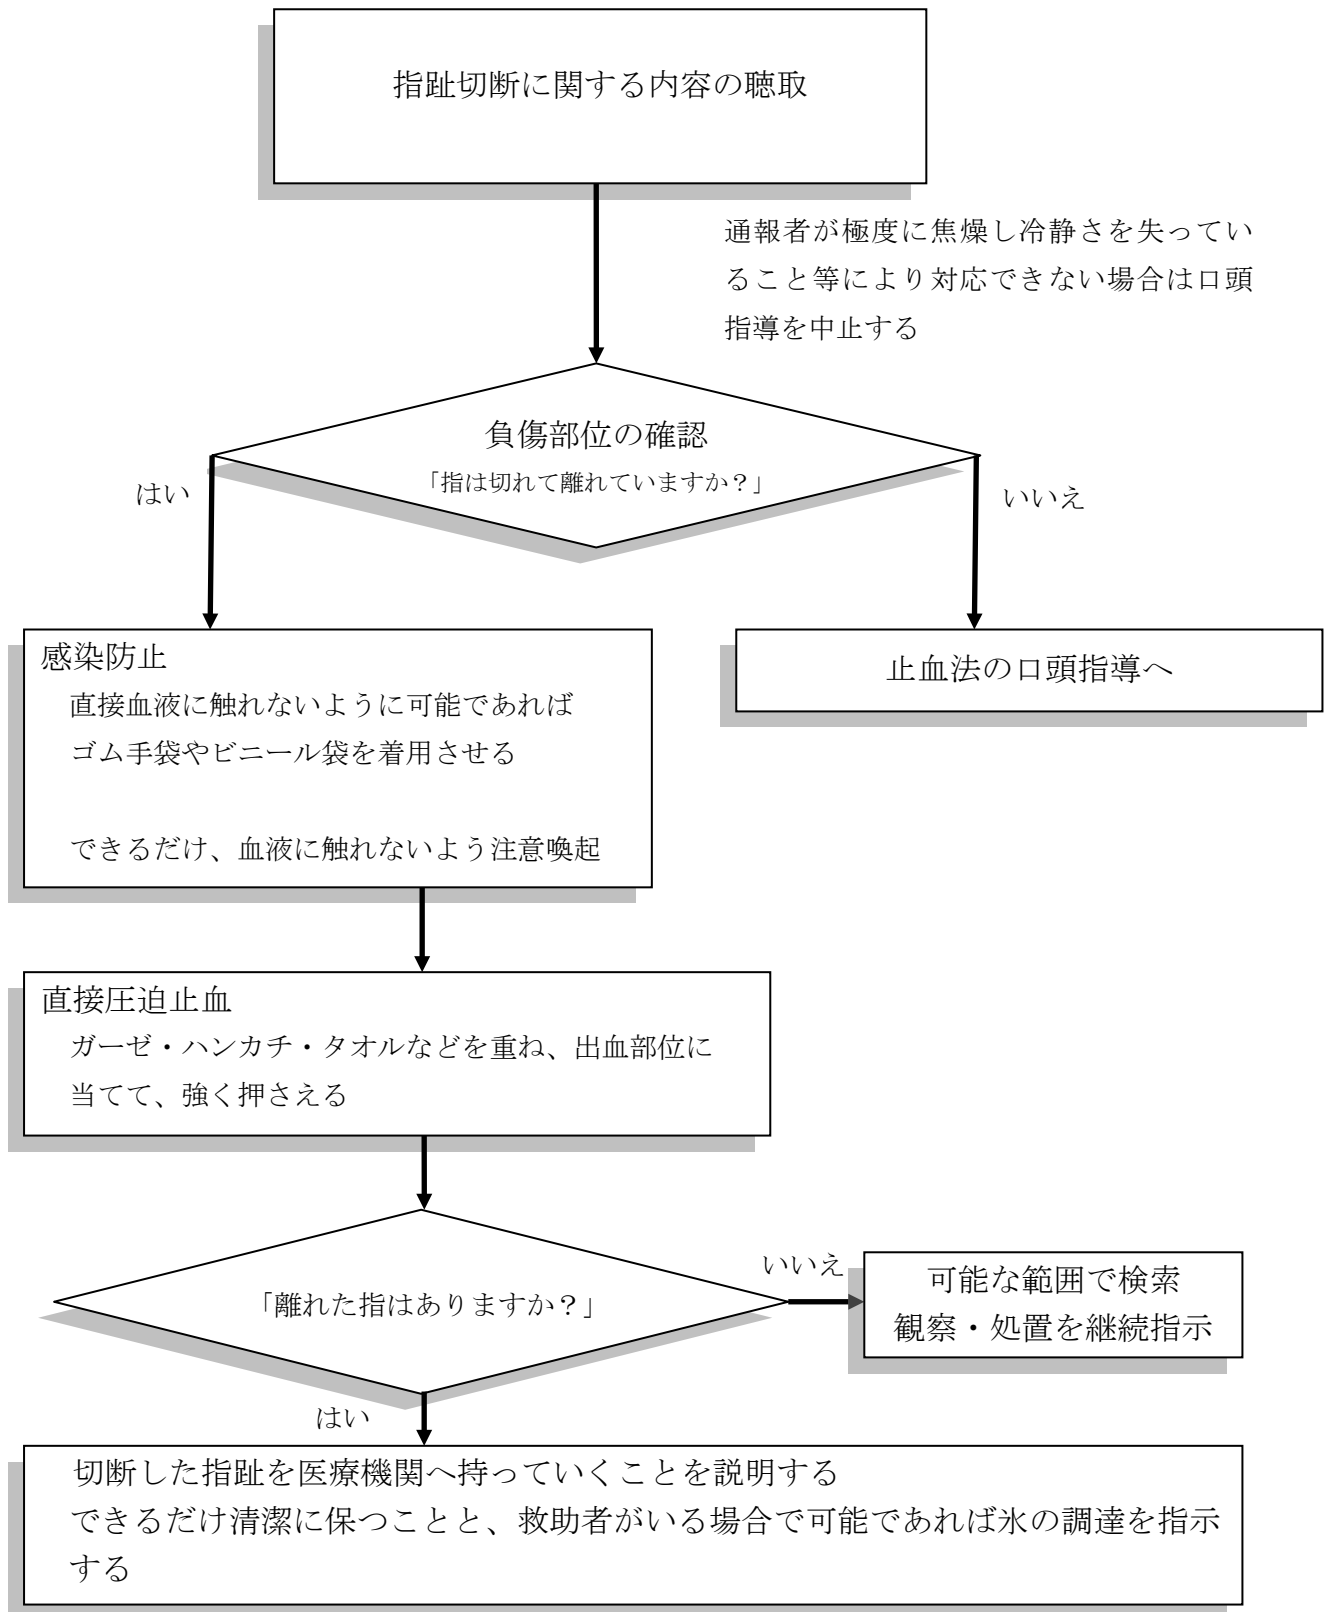 指趾切断に関する内容の聴取
通報者が極度に焦燥し冷静さを失ってい
ること等により対応できない場合は口頭
指導を中止する
負傷部位の確認
「指は切れて離れていますか？」
はい
いいえ
感染防止
直接血液に触れないように可能であれば
ゴム手袋やビニール袋を着用させる
できるだけ、血液に触れないよう注意喚起
止血法の口頭指導へ
直接圧迫止血
ガーゼ・ハンカチ・タオルなどを重ね、出血部位に
当てて、強く押さえる
「離れた指はありますか？」
いいえ
可能な範囲で検索
観察・処置を継続指示
はい
切断した指趾を医療機関へ持っていくことを説明する
できるだけ清潔に保つことと、救助者がいる場合で可能であれば氷の調達を指示
する